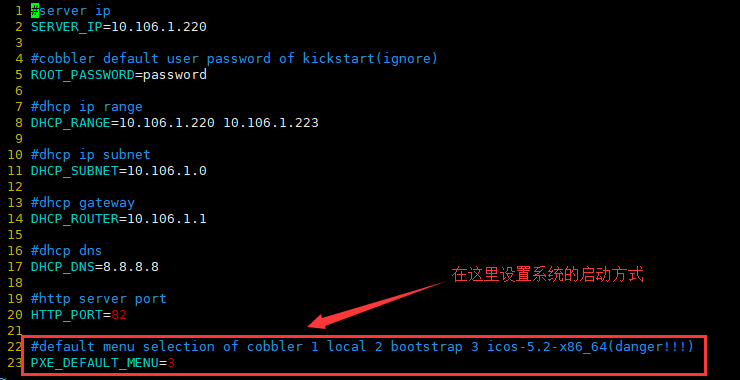 1 #server ip
2 SERVER_IP=10.106.1.220
3
4 #cobbler default user password of kickstart(ignore)
5 ROOT_PASSWORD=password
6
7 #dhcp ip range
8 DHCP_RANGE=10.106.1.220 10.106.1.223
9
10 #dhcp ip subnet
11 DHCP_SUBNET=10.106.1.0
12
13 #dhcp gateway
14 DHCP_ROUTER=10.106.1.1
15
16 #dhcp dns
17 DHCP_DNS=8.8.8.8
在这里设置系统的启动方式
18
19 #http server port
20 HTTP_PORT=82
21
22 #default menu selection of cobbler 1 local 2 bootstrap 3 icos-5.2-x86_64(danger!!!)
23 PXE_DEFAULT_MENU=3
~